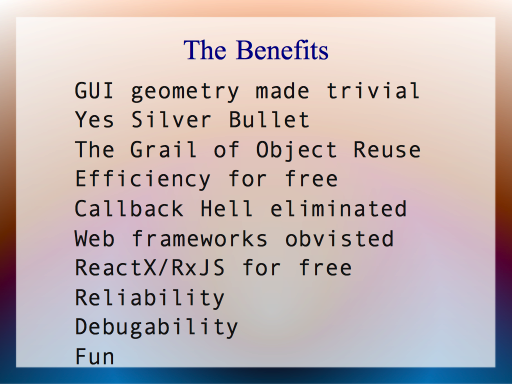 The Benefits
GUI geometry made trivial
Yes Silver Bullet
The Grail of Object Reuse
Efficiency for free
Callback Hell eliminated
Web frameworks obvisted
ReactX/RxJS for free
Reliability
Debugability
Fun